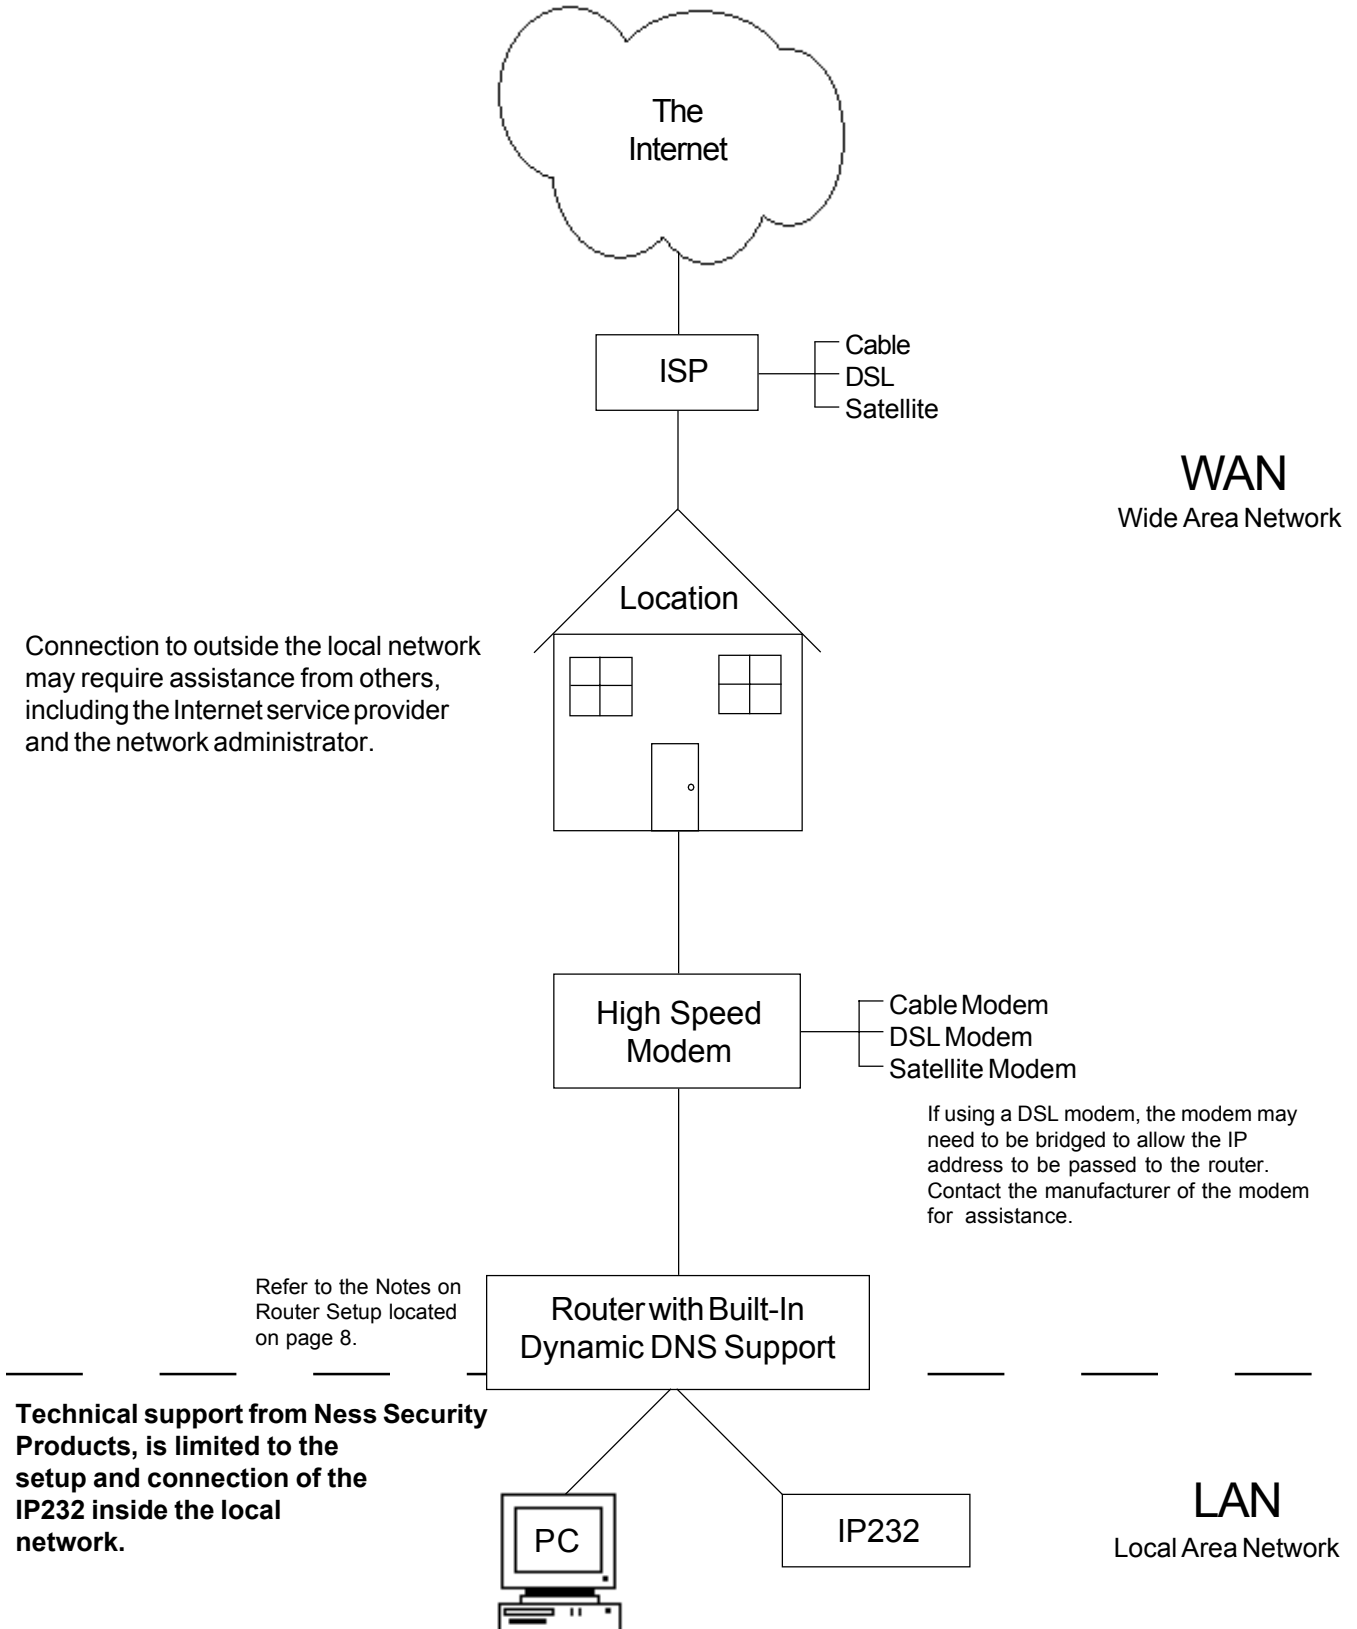 The
Internet
ISP
Cable
DSL
Satellite
WAN
Wide Area Network
Location
Connection to outside the local network
may require assistance from others,
including the Internet service provider
and the network administrator.
High Speed
Modem
Cable Modem
DSL Modem
Satellite Modem
If using a DSL modem, the modem may
need to be bridged to allow the IP
address to be passed to the router.
Contact the manufacturer of the modem
for assistance.
Refer to the Notes on
Router Setup located
on page 8.
Router with Built-In
Dynamic DNS Support
Technical support from Ness Security
Products, is limited to the
setup and connection of the
IP232 inside the local
network.
PC
IP232
LAN
Local Area Network